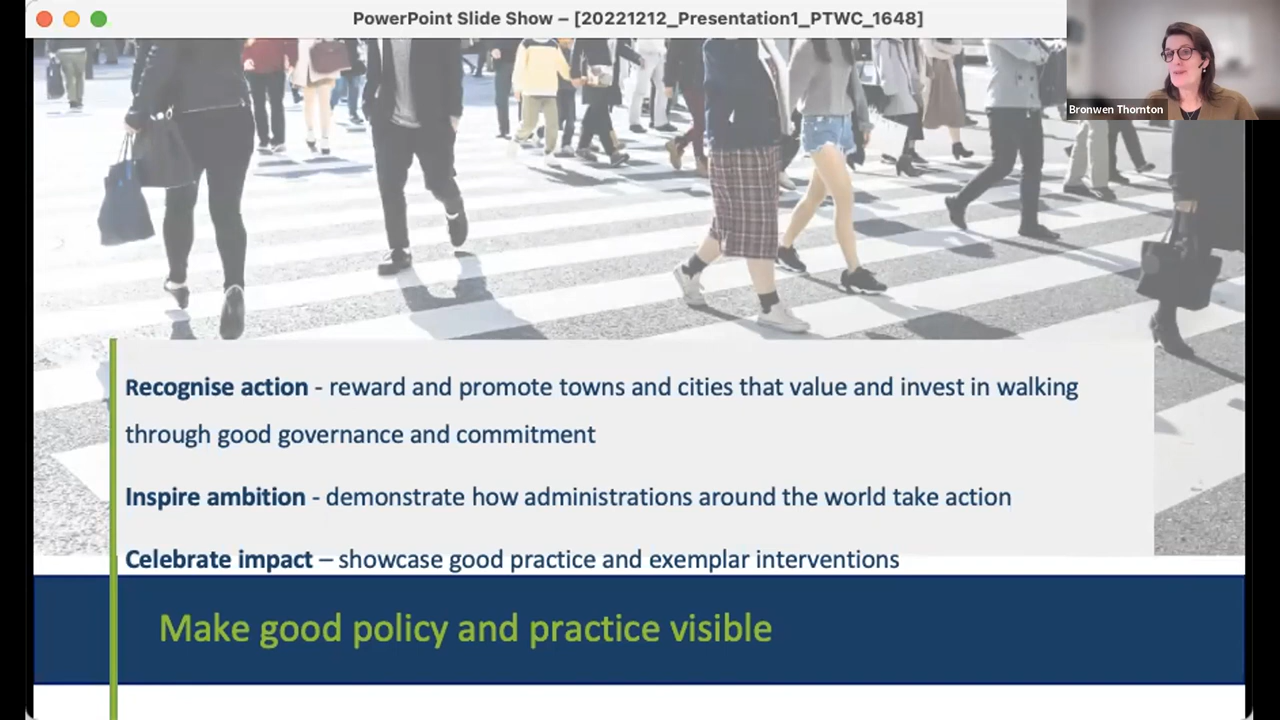 PowerPoint Slide Show – [20221212_Presentation1_PTWC_1648]
Bronwen Thornton
Recognise action - reward and promote towns and cities that value and invest in walking
through good governance and commitment
Inspire ambition - demonstrate how administrations around the world take action
Celebrate impact – showcase good practice and exemplar interventions
Make good policy and practice visible